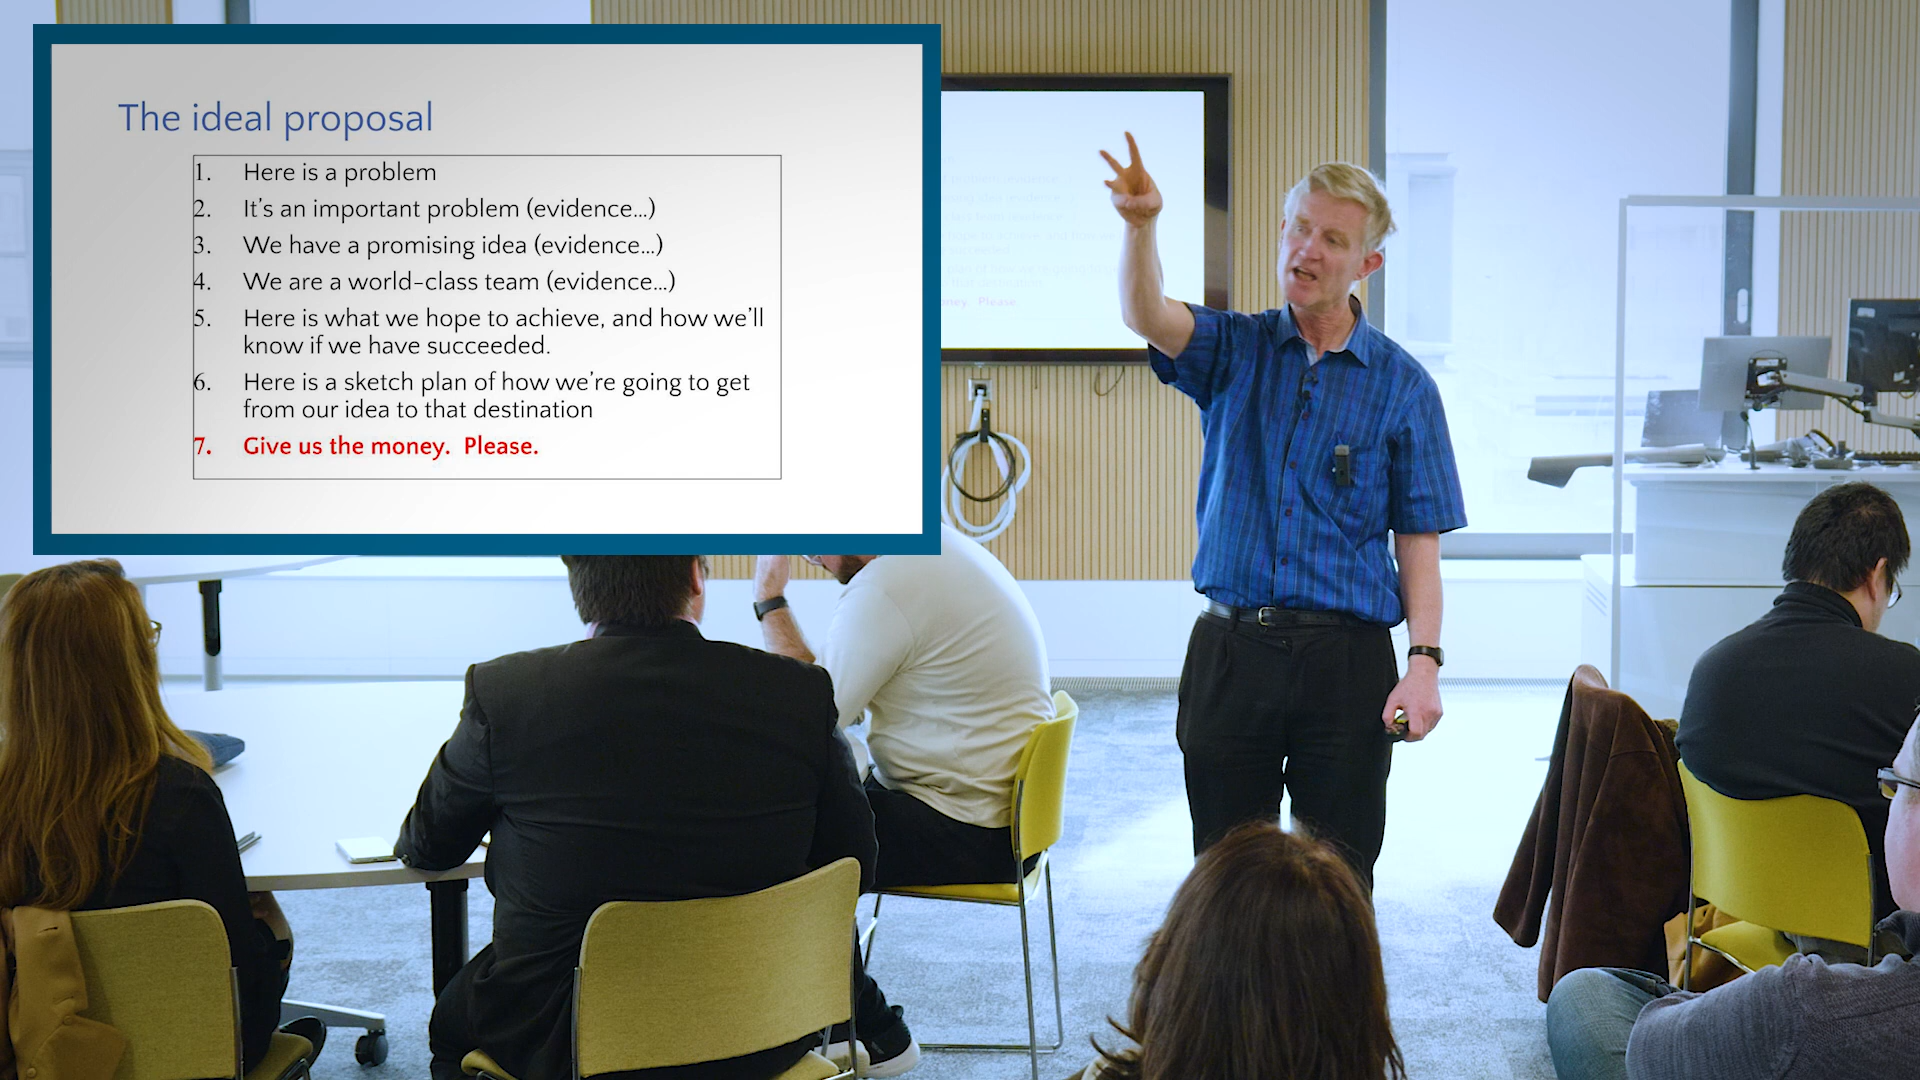 The ideal proposal
1. Here is a problem
2. It's an important problem (evidence...)
3. We have a promising idea (evidence...)
4. We are a world-class team (evidence...)
5. Here is what we hope to achieve, and how we'll
know if we have succeeded.
6. Here is a sketch plan of how we're going to get
from our idea to that destination
7. Give us the money.  Please.
Please.